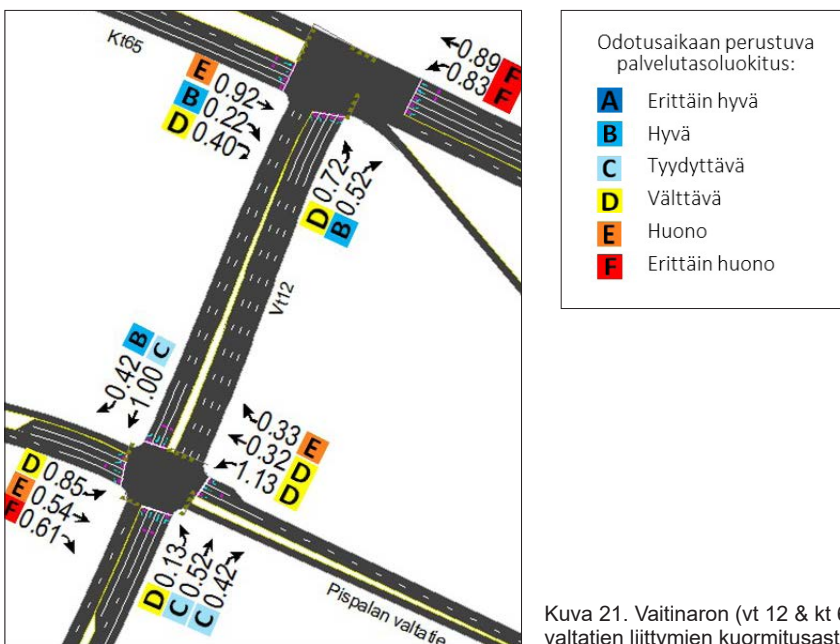 Kt65
E 0.92
B 0.22
D 0.40
0.89 F
0.83 F
D 0.72
B 0.52
Vt12
0.42 B
1.00 C
0.33 E
0.32 D
1.13 D
D 0.85
E 0.54
F 0.61
D 0.13
C 0.52
C 0.42
Pispalan valtatie
Odotusaikaan perustuva
palvelutasoluokitus:
A Erittäin hyvä
B Hyvä
C Tyydyttävä
D Välttävä
E Huono
F Erittäin huono
Kuva 21. Vaitinaron (vt 12 & kt
valtatien liittymien kuormitusast